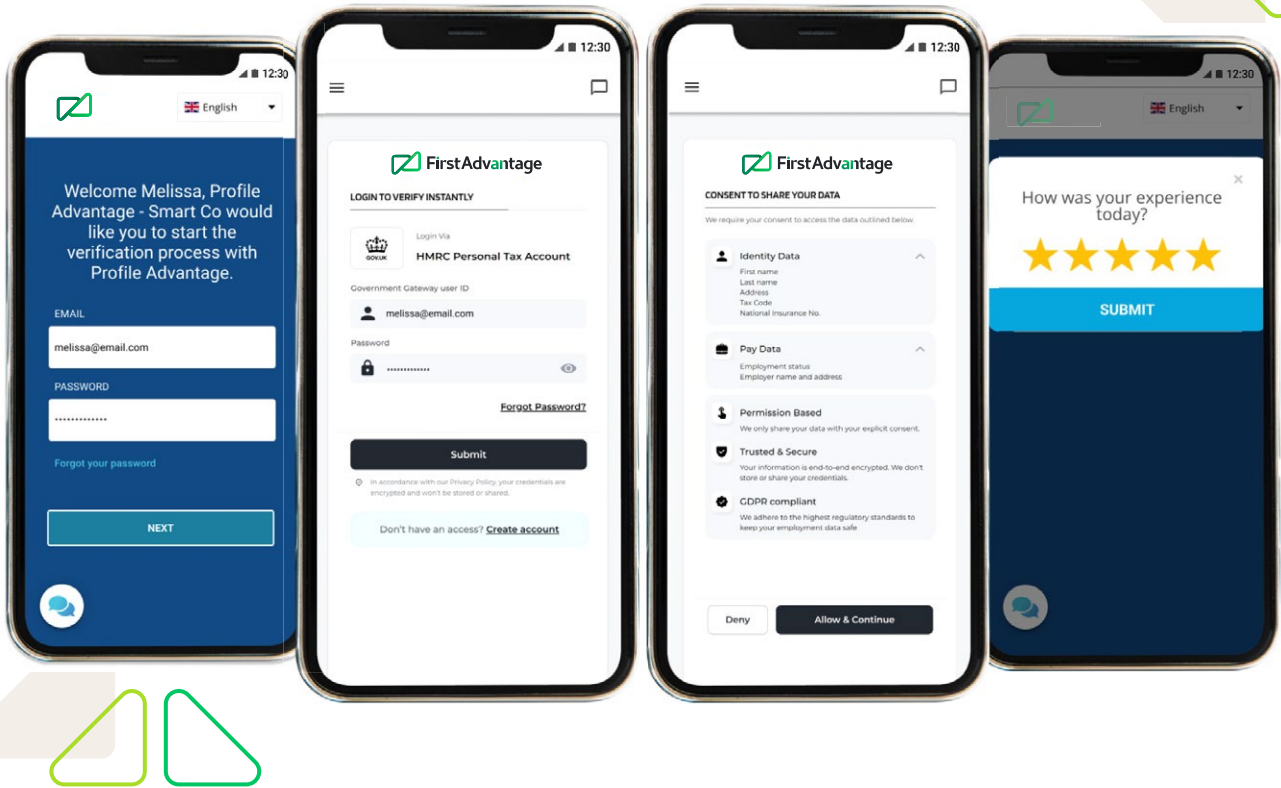 12:30
English
Welcome Melissa, Profile
Advantage - Smart Co would
like you to start the
verification process with
Profile Advantage.
EMAIL
melissa@email.com
PASSWORD
•••••••••••••
Forgot your password
NEXT
12:30
FirstAdvantage
LOGIN TO VERIFY INSTANTLY
GOV.UK
Login Via
HMRC Personal Tax Account
Government Gateway user ID
melissa@email.com
Password
•••••••••••••
Forgot Password?
Submit
In accordance with our Privacy Policy, your credentials are
encrypted and won't be stored or shared.
Don't have an access? Create account
12:30
FirstAdvantage
CONSENT TO SHARE YOUR DATA
We require your consent to access the data outlined below.
Identity Data
First name
Last name
Address
Tax Code
National Insurance No.
Pay Data
Employment status
Employer name and address
Permission Based
We only share your data with your explicit consent.
Trusted & Secure
Your information is end-to-end encrypted. We don't
store or share your credentials.
GDPR compliant
We adhere to the highest regulatory standards to
keep your employment data safe
Deny
Allow & Continue
12:30
English
How was your experience
today?
SUBMIT